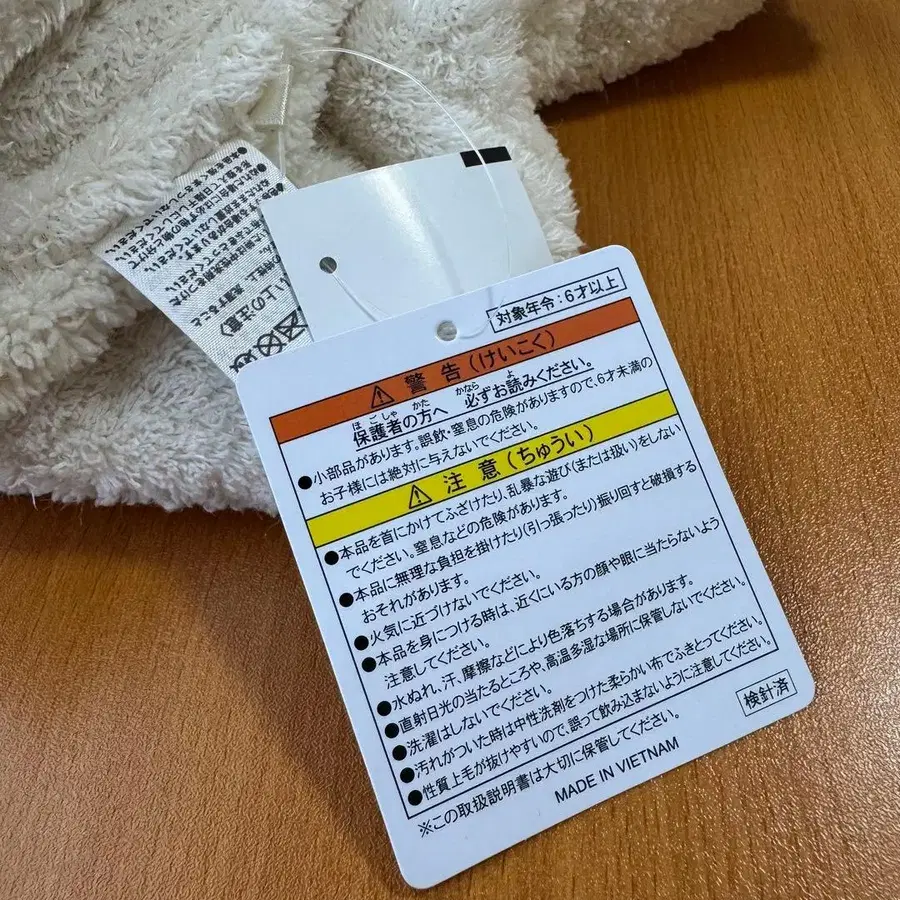 対象年令:6才以上
⚠ 警告(けいこく)
保護者の方へ 必ずお読みください。
ほごしゃ かた かなら よ
●小部品があります。誤飲・窒息の危険がありますので、6才未満の
お子様には絶対に与えないでください。
⚠ 注意(ちゅうい)
●本品を首にかけてふざけたり、乱暴な遊び(または扱い)をしない
でください。窒息などの危険があります。
●本品に無理な負担を掛けたり(引っ張ったり)振り回すと破損する
おそれがあります。
●火気に近づけないでください。
●本品を身につける時は、近くにいる方の顔や眼に当たらないよう
注意してください。
●水ぬれ、汗、摩擦などにより色落ちする場合があります。
●直射日光の当たるところや、高温多湿な場所に保管しないでください。
●洗濯はしないでください。
●汚れがついた時は中性洗剤をつけた柔らかい布でふきとってください。
●性質上毛が抜けやすいので、誤って飲み込まないように注意してください。
※この取扱説明書は大切に保管してください。
検針済
MADE IN VIETNAM